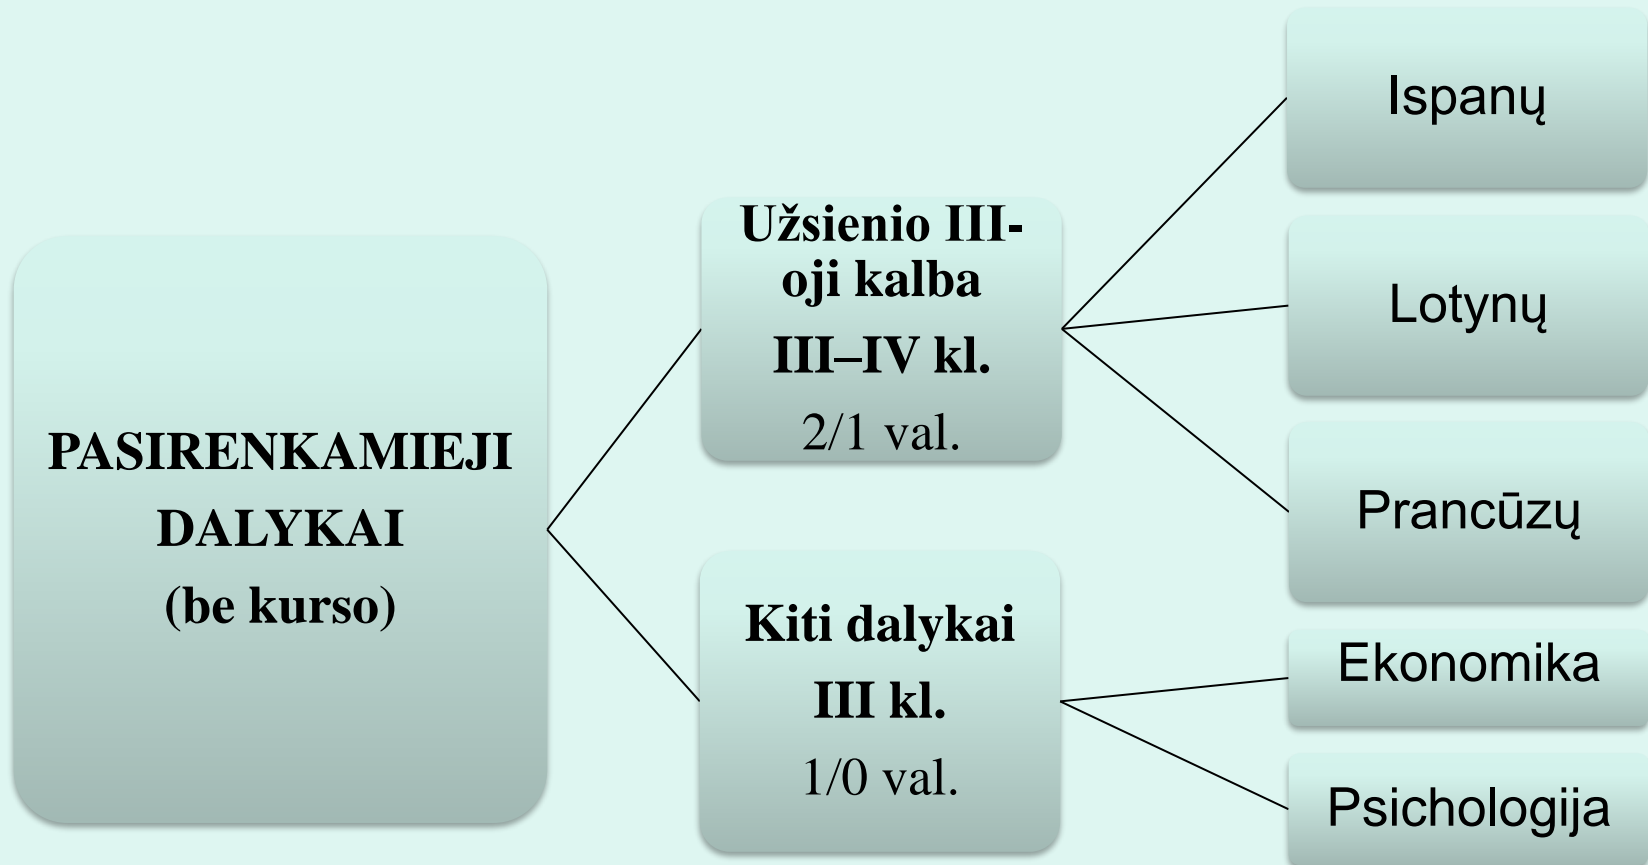 PASIRENKAMIEJI
DALYKAI
(be kurso)
Užsienio III-
oji kalba
III–IV kl.
2/1 val.
Ispanų
Lotynų
Prancūzų
Kiti dalykai
III kl.
1/0 val.
Ekonomika
Psichologija